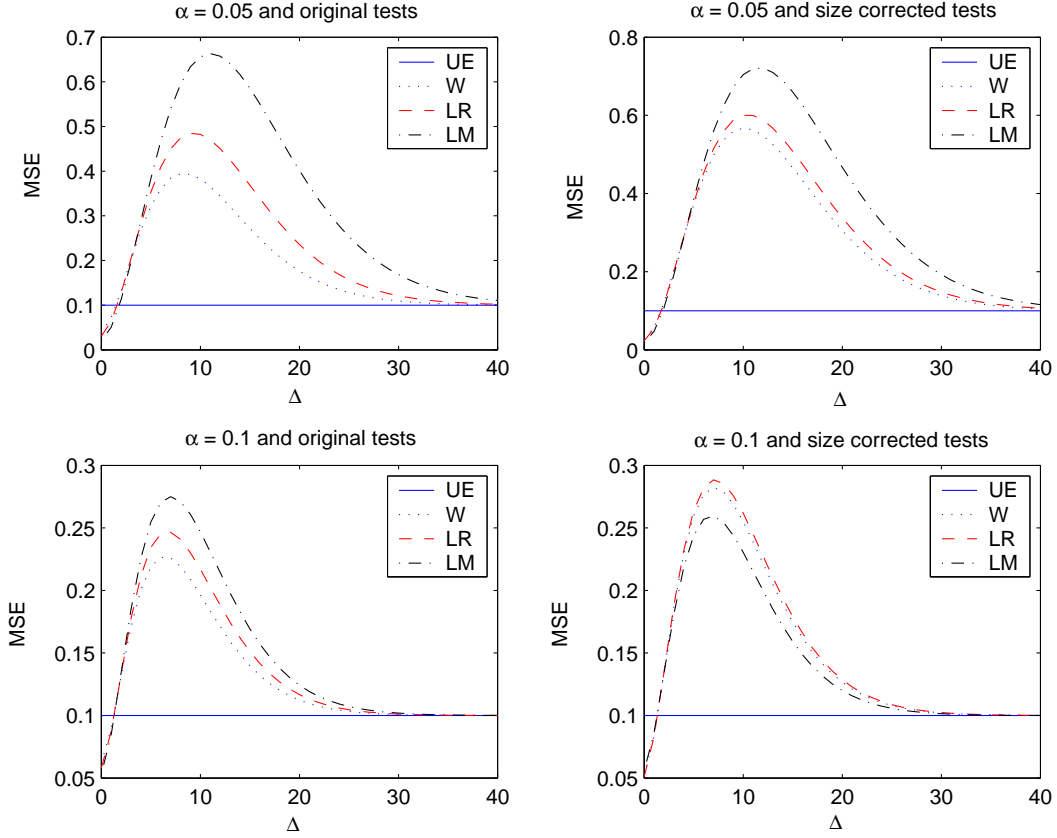 α = 0.05 and original tests
0.7
0.6
0.5
0.4
0.3
0.2
0.1
0
MSE
0 10 20 30 40
Δ
UE
W
LR
LM
α = 0.05 and size corrected tests
0.8
0.6
0.4
0.2
0
MSE
0 10 20 30 40
Δ
UE
W
LR
LM
α = 0.1 and original tests
0.3
0.25
0.2
0.15
0.1
0.05
MSE
0 10 20 30 40
Δ
UE
W
LR
LM
α = 0.1 and size corrected tests
0.3
0.25
0.2
0.15
0.1
0.05
MSE
0 10 20 30 40
Δ
UE
W
LR
LM